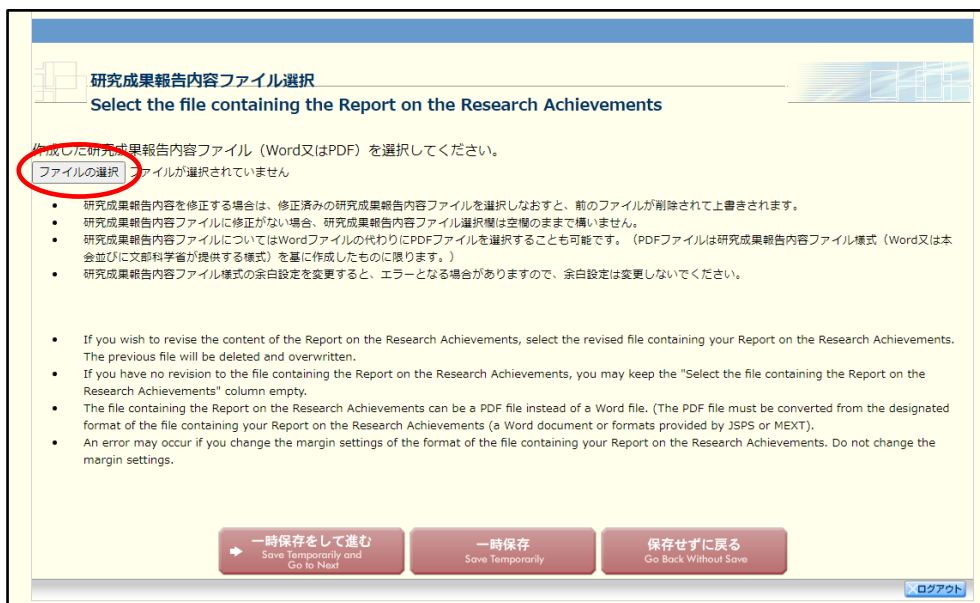 研究成果報告内容ファイル選択
Select the file containing the Report on the Research Achievements
作成した研究成果報告内容ファイル（Word又はPDF）を選択してください。
ファイルの選択 ファイルが選択されていません
• 研究成果報告内容を修正する場合は、修正済みの研究成果報告内容ファイルを選択しなおすと、前のファイルが削除されて上書きされます。
• 研究成果報告内容ファイルに修正がない場合、研究成果報告内容ファイル選択欄は空欄のままで構いません。
• 研究成果報告内容ファイルについてはWordファイルの代わりにPDFファイルを選択することも可能です。（PDFファイルは研究成果報告内容ファイル様式（Word又は本
会並びに文部科学省が提供する様式）を基に作成したものに限ります。）
• 研究成果報告内容ファイル様式の余白設定を変更すると、エラーとなる場合がありますので、余白設定は変更しないでください。
• If you wish to revise the content of the Report on the Research Achievements, select the revised file containing your Report on the Research Achievements.
The previous file will be deleted and overwritten.
• If you have no revision to the file containing the Report on the Research Achievements, you may keep the "Select the file containing the Report on the
Research Achievements" column empty.
• The file containing the Report on the Research Achievements can be a PDF file instead of a Word file. (The PDF file must be converted from the designated
format of the file containing your Report on the Research Achievements (a Word document or formats provided by JSPS or MEXT).
• An error may occur if you change the margin settings of the format of the file containing your Report on the Research Achievements. Do not change the
margin settings.
一時保存をして進む
Save Temporarily and
Go to Next
一時保存
Save Temporarily
保存せずに戻る
Go Back Without Save
ログアウト